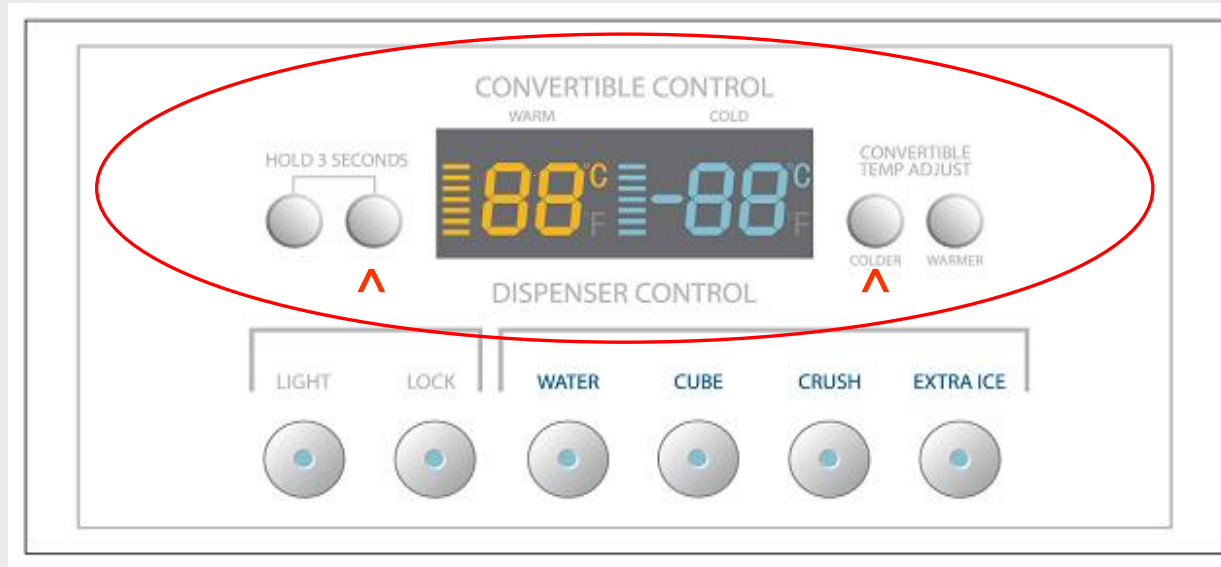 CONVERTIBLE CONTROL
WARM COLD
HOLD 3 SECONDS
88°C °F
-88°C °F
CONVERTIBLE
TEMP ADJUST
COLDER WARMER
^ ^
DISPENSER CONTROL
LIGHT LOCK WATER CUBE CRUSH EXTRA ICE